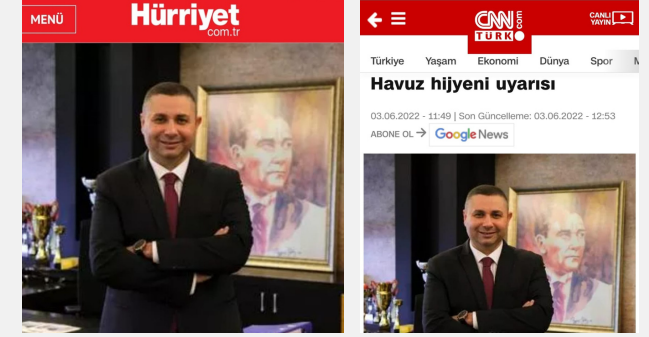 MENÜ
Hürriyet
com.tr
CNN
TÜRK
com
CANLI
YAYIN
Türkiye Yaşam Ekonomi Dünya Spor
Havuz hijyeni uyarısı
03.06.2022 - 11:49 | Son Güncelleme: 03.06.2022 - 12:53
ABONE OL
Google News